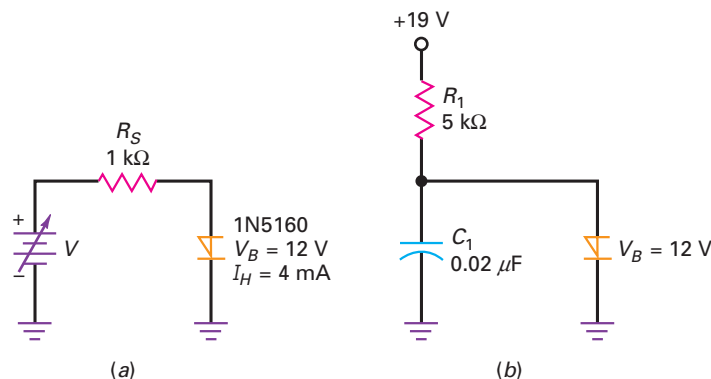 +19 V
R1
5 kΩ
RS
1 kΩ
+
V
−
1N5160
VB = 12 V
IH = 4 mA
C1
0.02 μF
VB = 12 V
(a)
(b)